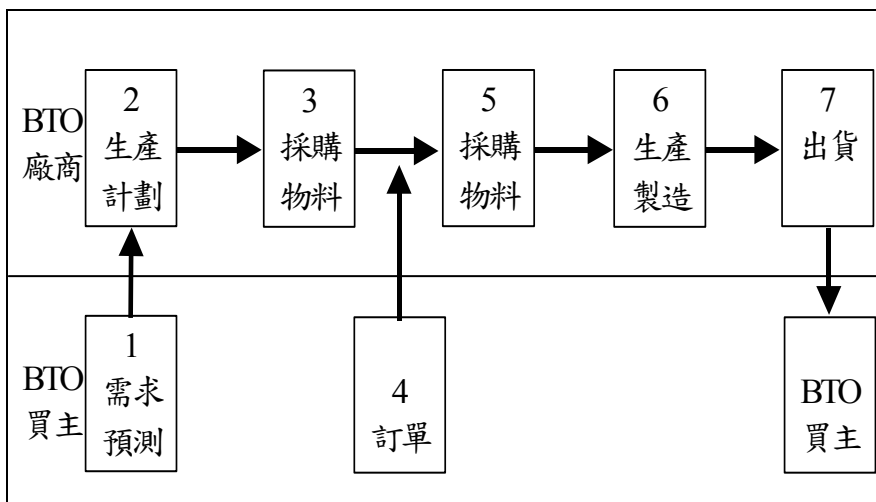 BTO
廠商
2
生產
計劃
3
採購
物料
5
採購
物料
6
生產
製造
7
出貨
BTO
買主
1
需求
預測
4
訂單
BTO
買主